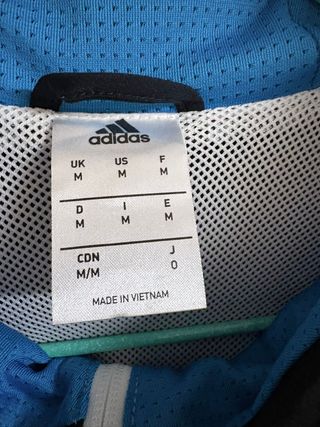 adidas
UK US F
M M M
D I E
M M M
CDN J
M/M O
MADE IN VIETNAM